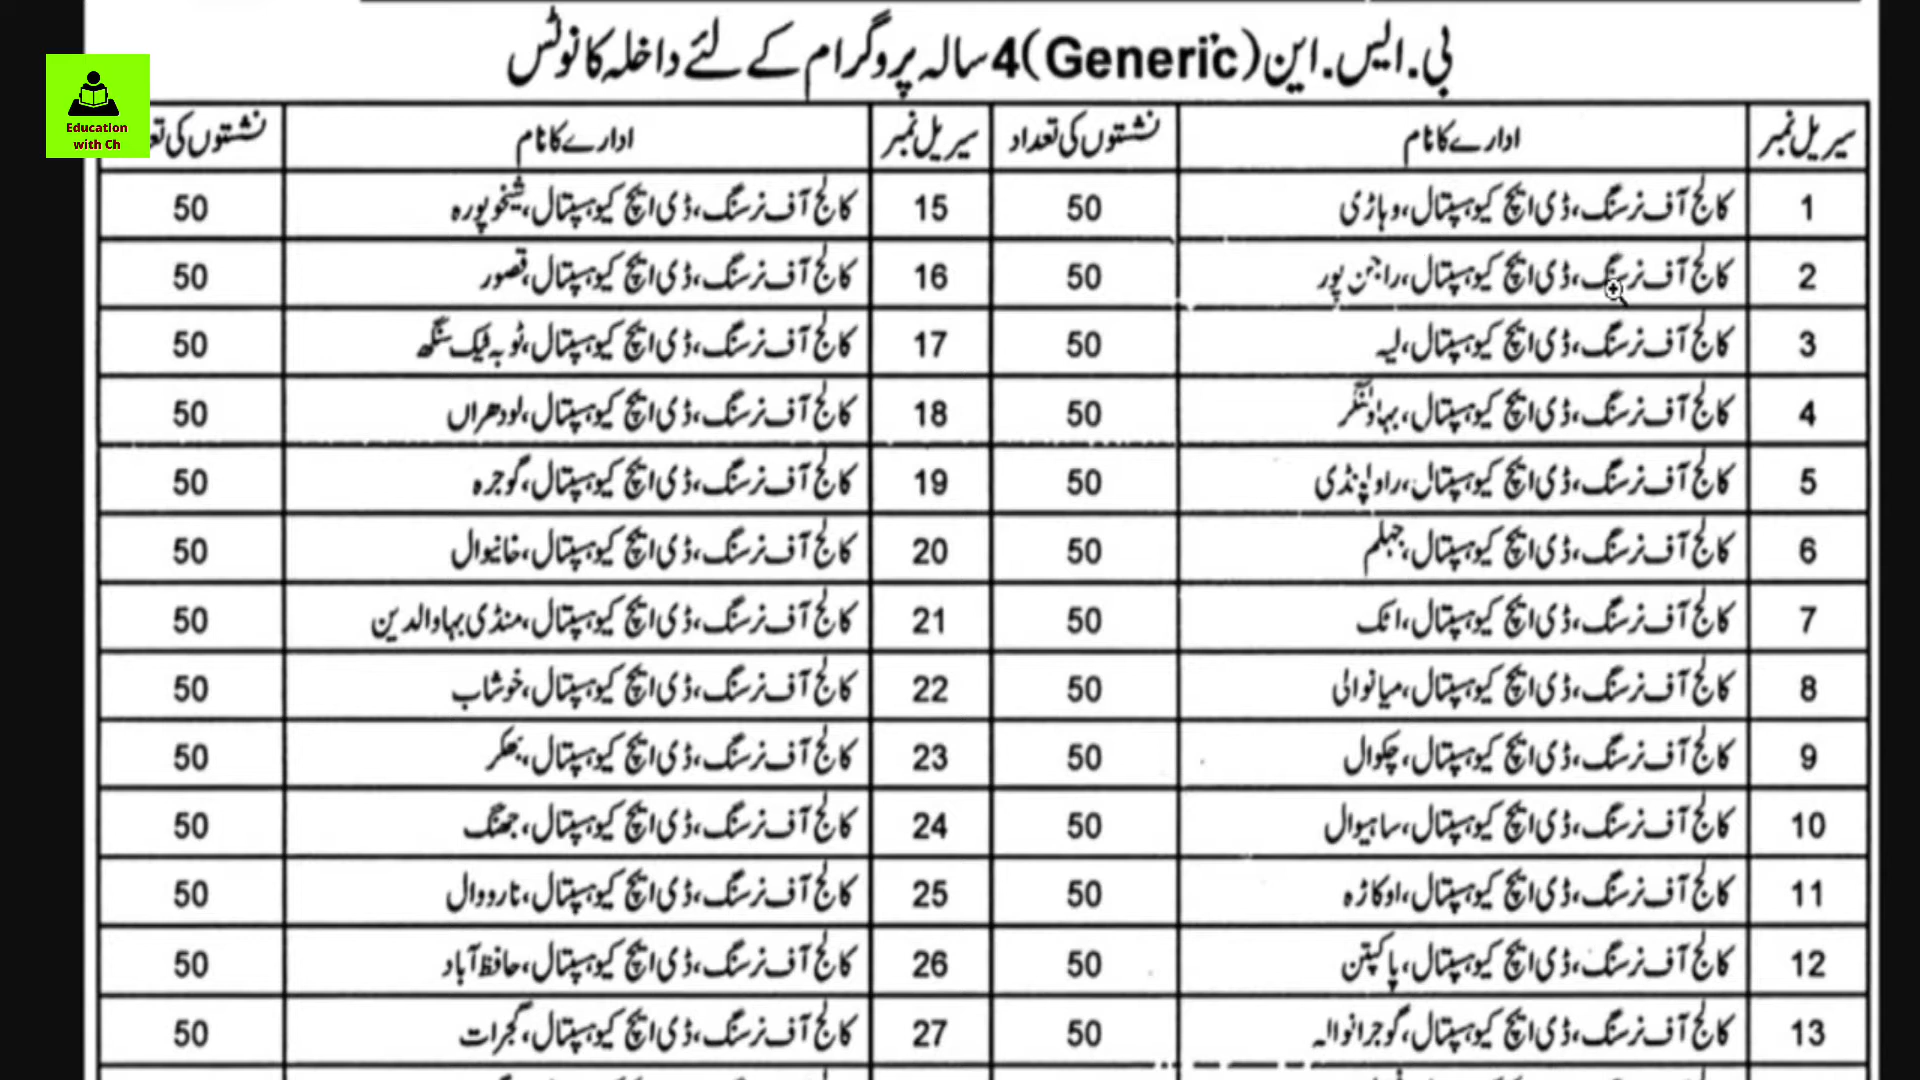 بی.ایس.این(Generic)4سالہ پروگرام کے لئے داخلہ کا نوٹس
Education
with Ch
سیریل نمبر ادارے کا نام نشستوں کی تعداد سیریل نمبر ادارے کا نام نشستوں کی
1 کالج آف نرسنگ،ڈی ایچ کیو ہسپتال،وہاڑی 50 15 کالج آف نرسنگ،ڈی ایچ کیو ہسپتال،شیخوپورہ 50
2 کالج آف نرسنگ،ڈی ایچ کیو ہسپتال،راجن پور 50 16 کالج آف نرسنگ،ڈی ایچ کیو ہسپتال،قصور 50
3 کالج آف نرسنگ،ڈی ایچ کیو ہسپتال،لیہ 50 17 کالج آف نرسنگ،ڈی ایچ کیو ہسپتال،ٹوبہ ٹیک سنگھ 50
4 کالج آف نرسنگ،ڈی ایچ کیو ہسپتال،بہاولنگر 50 18 کالج آف نرسنگ،ڈی ایچ کیو ہسپتال،لودھراں 50
5 کالج آف نرسنگ،ڈی ایچ کیو ہسپتال،راولپنڈی 50 19 کالج آف نرسنگ،ڈی ایچ کیو ہسپتال،گوجرہ 50
6 کالج آف نرسنگ،ڈی ایچ کیو ہسپتال،جہلم 50 20 کالج آف نرسنگ،ڈی ایچ کیو ہسپتال،خانیوال 50
7 کالج آف نرسنگ،ڈی ایچ کیو ہسپتال،اٹک 50 21 کالج آف نرسنگ،ڈی ایچ کیو ہسپتال،منڈی بہاوالدین 50
8 کالج آف نرسنگ،ڈی ایچ کیو ہسپتال،میانوالی 50 22 کالج آف نرسنگ،ڈی ایچ کیو ہسپتال،خوشاب 50
9 کالج آف نرسنگ،ڈی ایچ کیو ہسپتال،چکوال 50 23 کالج آف نرسنگ،ڈی ایچ کیو ہسپتال،بھکر 50
10 کالج آف نرسنگ،ڈی ایچ کیو ہسپتال،ساہیوال 50 24 کالج آف نرسنگ،ڈی ایچ کیو ہسپتال،جھنگ 50
11 کالج آف نرسنگ،ڈی ایچ کیو ہسپتال،اوکاڑہ 50 25 کالج آف نرسنگ،ڈی ایچ کیو ہسپتال،نارووال 50
12 کالج آف نرسنگ،ڈی ایچ کیو ہسپتال،پاکپتن 50 26 کالج آف نرسنگ،ڈی ایچ کیو ہسپتال،حافظ آباد 50
13 کالج آف نرسنگ،ڈی ایچ کیو ہسپتال،گوجرانوالہ 50 27 کالج آف نرسنگ،ڈی ایچ کیو ہسپتال،گجرات 50